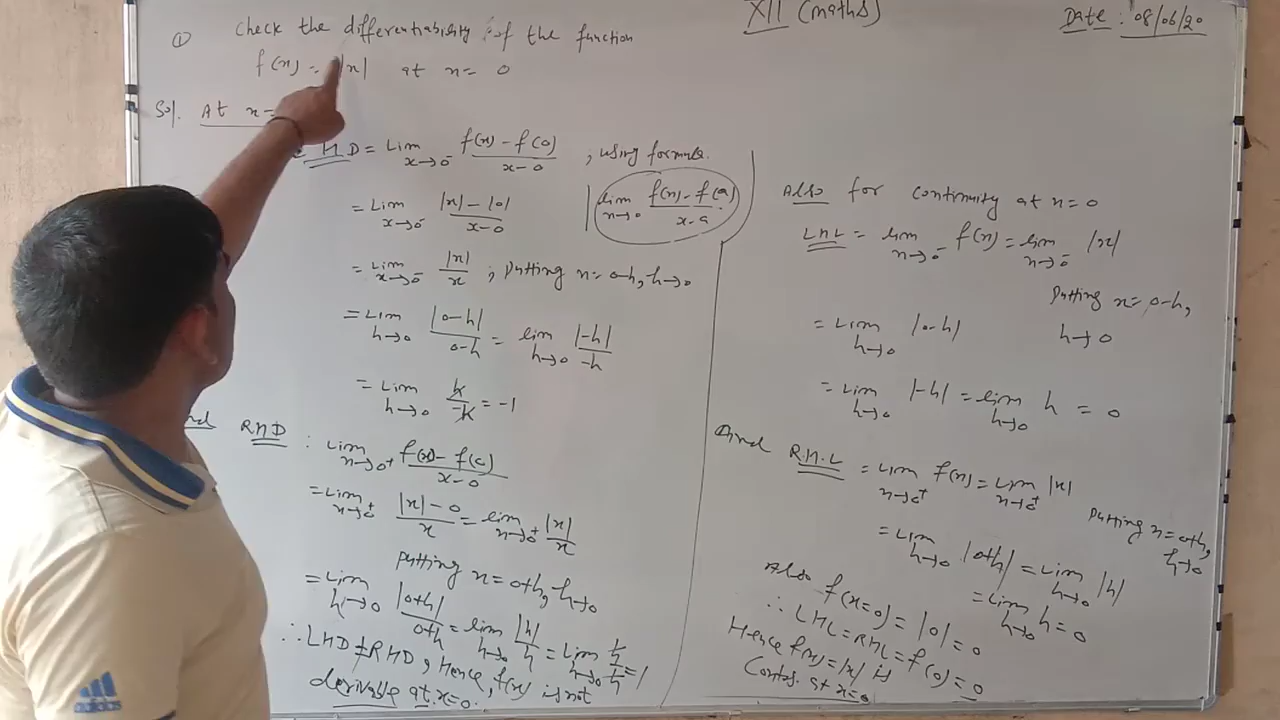 XII (maths)
Date: 08/06/20
① Check the differentiability of the function
f(x) = |x| at x = 0
Sol. At x =
HD = Lim x→0⁻ f(x) - f(0) / x - 0 ; using formula.
lim x→0 f(x) - f(a) / x - a
= Lim x→0⁻ |x| - |0| / x - 0
= Lim x→0⁻ |x| / x ; putting x = 0-h, h→0
= Lim h→0 |0-h| / 0-h = lim h→0 |-h| / -h
= Lim h→0 h / -h = -1
And RHD : Lim x→0⁺ f(x) - f(c) / x - 0
= Lim x→0⁺ |x| - 0 / x = lim x→0⁺ |x| / x
putting x = 0+h, h→0
= Lim h→0 |0+h| / 0+h = lim h→0 |h| / h = Lim h→0 h / h = 1
∴ LHD ≠ RHD, Hence, f(x) is not
derivable at x=0.
Also for continuity at x = 0
LHL = lim x→0⁻ f(x) = lim x→0⁻ |x|
Putting x = 0-h,
h→0
= Lim h→0 |0-h|
= Lim h→0 |-h| = lim h→0 h = 0
And R.H.L = Lim x→0⁺ f(x) = Lim x→0⁺ |x|
Putting x = 0+h,
h→0
= Lim h→0 |0+h| = Lim h→0 |h|
= Lim h→0 h = 0
Also f(x=0) = |0| = 0
∴ LHL = RHL = f(0) = 0
Hence f(x) = |x| is
Contos. at x=0
adidas